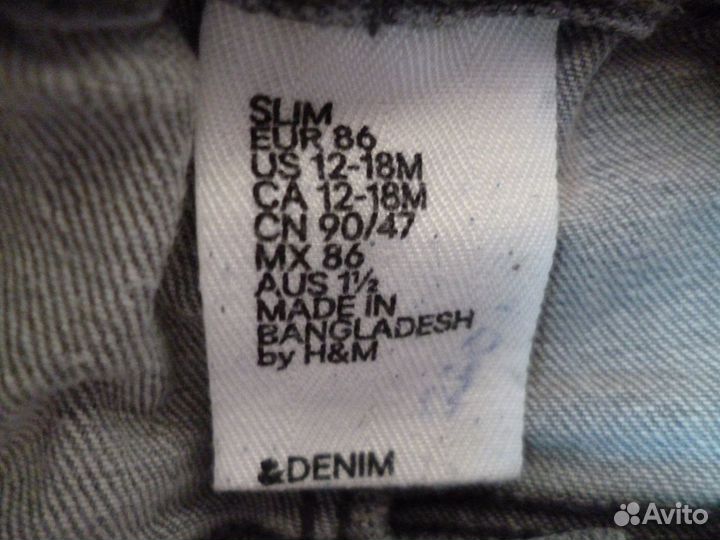 SLIM
EUR 86
US 12-18M
CA 12-18M
CN 90/47
MX 86
AUS 1½
MADE IN
BANGLADESH
by H&M
&DENIM
Avito